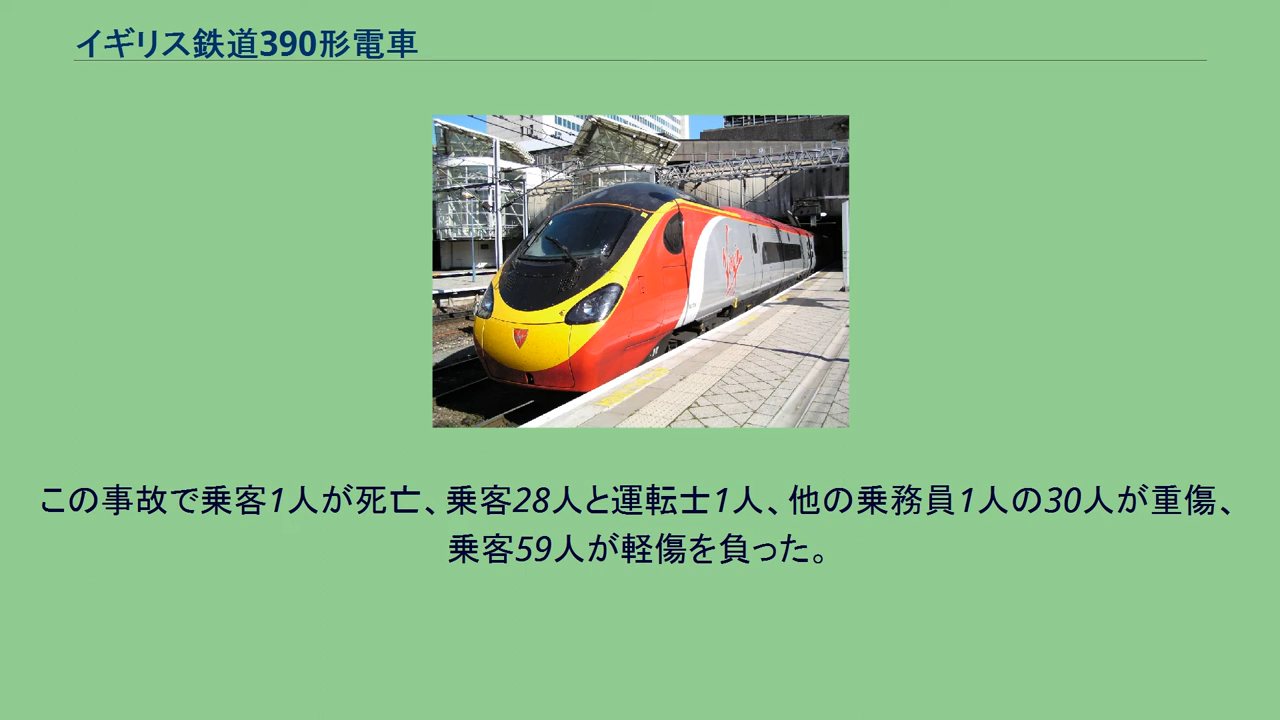 イギリス鉄道390形電車
Virgin
この事故で乗客1人が死亡、乗客28人と運転士1人、他の乗務員1人の30人が重傷、
乗客59人が軽傷を負った。